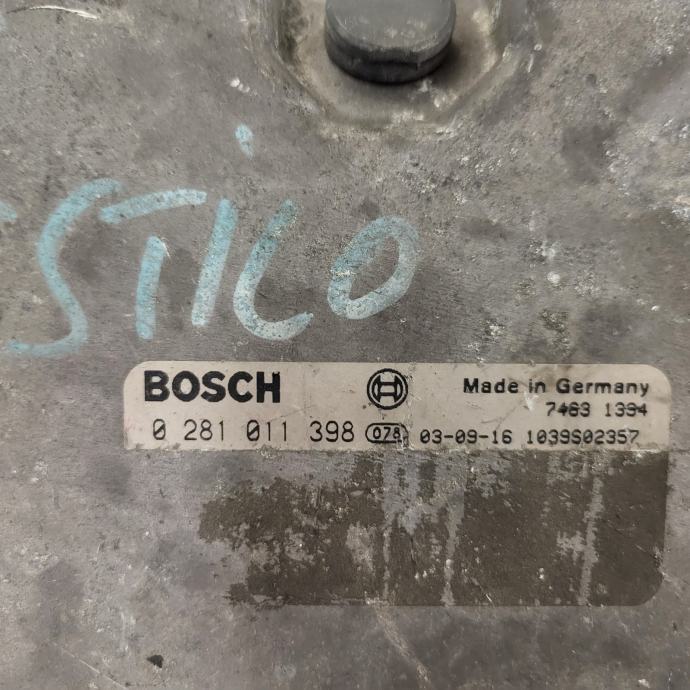 STILO
BOSCH
Made in Germany
7463 1394
0 281 011 398 078 03-09-16 1039S02357